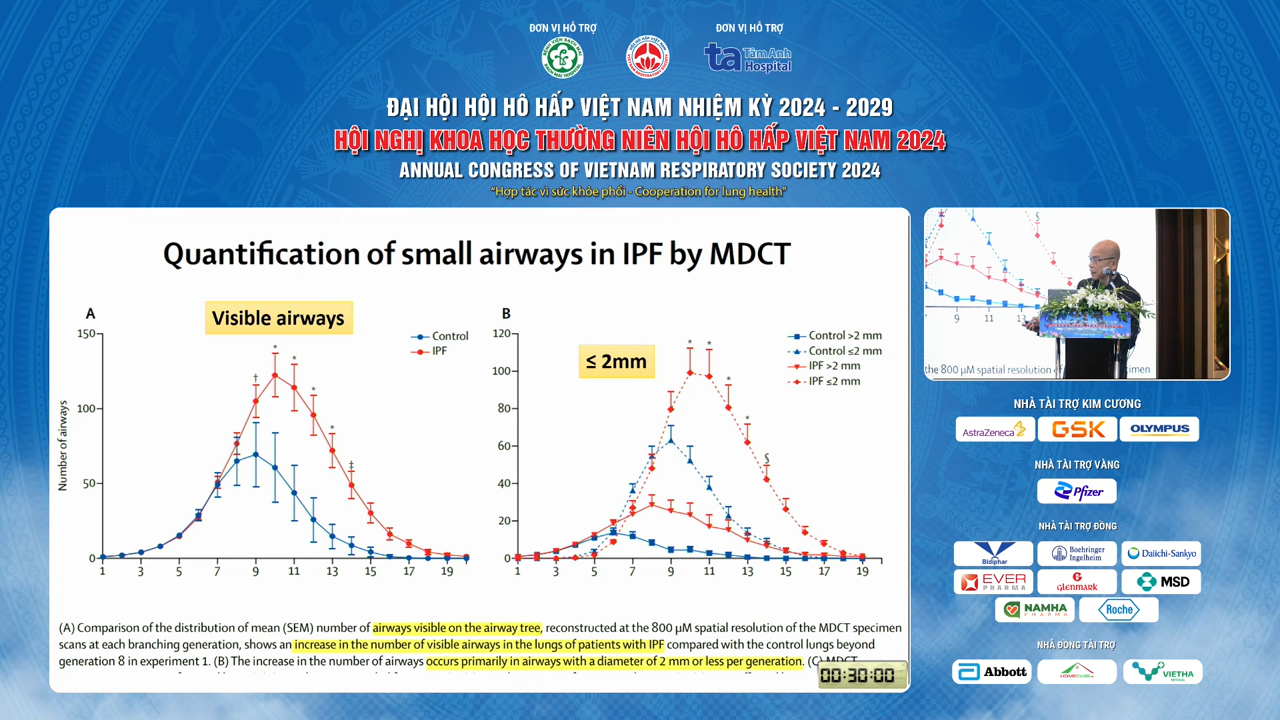 ĐƠN VỊ HỖ TRỢ
ĐƠN VỊ HỖ TRỢ
ta TâmAnh Hospital
ĐẠI HỘI HỘI HÔ HẤP VIỆT NAM NHIỆM KỲ 2024 - 2029
HỘI NGHỊ KHOA HỌC THƯỜNG NIÊN HỘI HÔ HẤP VIỆT NAM 2024
ANNUAL CONGRESS OF VIETNAM RESPIRATORY SOCIETY 2024
"Hợp tác vì sức khỏe phổi - Cooperation for lung health"
Quantification of small airways in IPF by MDCT
A
Visible airways
Control
IPF
150
100
50
0
Number of airways
1 3 5 7 9 11 13 15 17 19
* * * * † ‡
B
≤ 2mm
Control >2 mm
Control ≤2 mm
IPF >2 mm
IPF ≤2 mm
120
100
80
60
40
20
0
1 3 5 7 9 11 13 15 17 19
* * * * §
(A) Comparison of the distribution of mean (SEM) number of airways visible on the airway tree, reconstructed at the 800 μM spatial resolution of the MDCT specimen
scans at each branching generation, shows an increase in the number of visible airways in the lungs of patients with IPF compared with the control lungs beyond
generation 8 in experiment 1. (B) The increase in the number of airways occurs primarily in airways with a diameter of 2 mm or less per generation. (C) MDCT
00:30:00
§
9 11 13
the 800 μM spatial resolution
NHÀ TÀI TRỢ KIM CƯƠNG
AstraZeneca
GSK
OLYMPUS
NHÀ TÀI TRỢ VÀNG
Pfizer
NHÀ TÀI TRỢ ĐỒNG
Bidiphar
Boehringer Ingelheim
Daiichi-Sankyo
EVER PHARMA
GLENMARK
MSD
NAMHA PHARMA
Roche
NHÀ ĐỒNG TÀI TRỢ
Abbott
HOMECARE
VIETHA